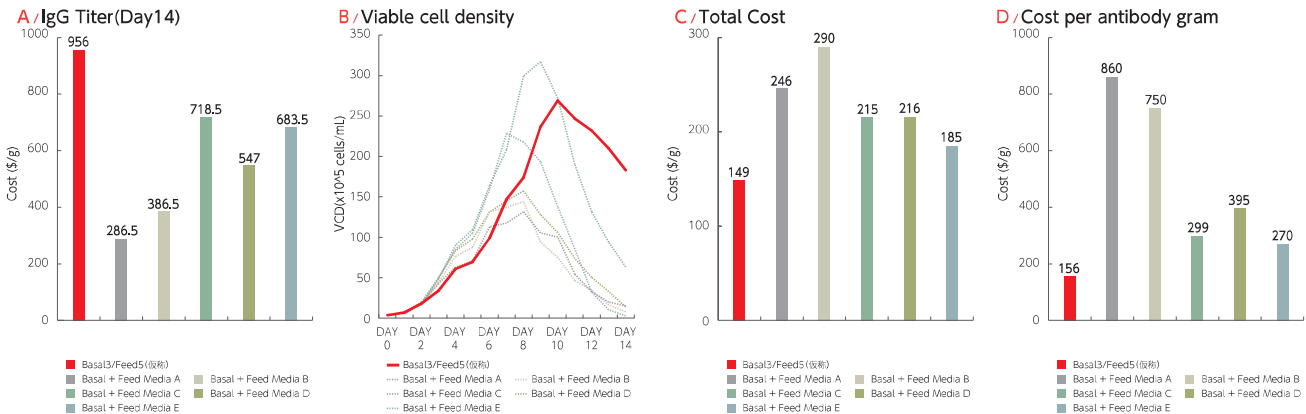 A/IgG Titer(Day14)
Cost ($/g)
1000
800
600
400
200
0
956
286.5
386.5
718.5
547
683.5
Basal3/Feed5(仮称)
Basal + Feed Media A
Basal + Feed Media B
Basal + Feed Media C
Basal + Feed Media D
Basal + Feed Media E
B/Viable cell density
VCD(x10^5 cells/mL)
350
300
250
200
150
100
50
0
DAY 0
DAY 2
DAY 4
DAY 6
DAY 8
DAY 10
DAY 12
DAY 14
Basal3/Feed5(仮称)
Basal + Feed Media A
Basal + Feed Media B
Basal + Feed Media C
Basal + Feed Media D
Basal + Feed Media E
C/Total Cost
Cost ($/g)
300
200
100
0
149
246
290
215
216
185
Basal3/Feed5(仮称)
Basal + Feed Media A
Basal + Feed Media B
Basal + Feed Media C
Basal + Feed Media D
Basal + Feed Media E
D/Cost per antibody gram
Cost ($/g)
1000
800
600
400
200
0
156
860
750
299
395
270
Basal3/Feed5(仮称)
Basal + Feed Media A
Basal + Feed Media B
Basal + Feed Media C
Basal + Feed Media D
Basal + Feed Media E